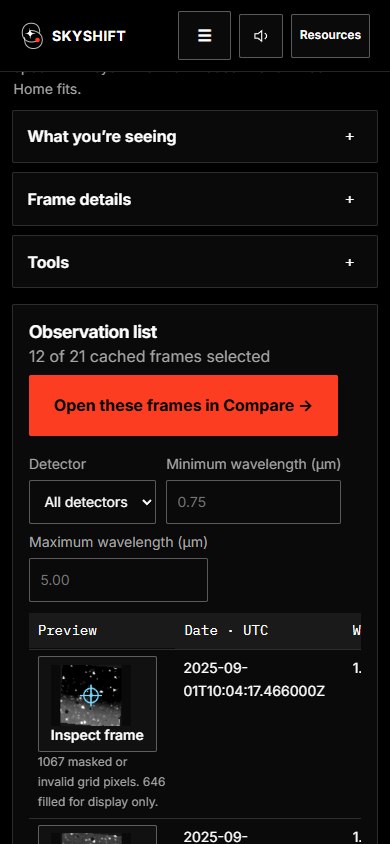 SKYSHIFT
Resources
Home fits.
What you're seeing
+
Frame details
+
Tools
+
Observation list
12 of 21 cached frames selected
Open these frames in Compare →
Detector
Minimum wavelength (µm)
All detectors
0.75
Maximum wavelength (µm)
5.00
Preview
Date · UTC
W
2025-09-
01T10:04:17.466000Z
1.
Inspect frame
1067 masked or
invalid grid pixels. 646
filled for display only.
2025-09-
1.